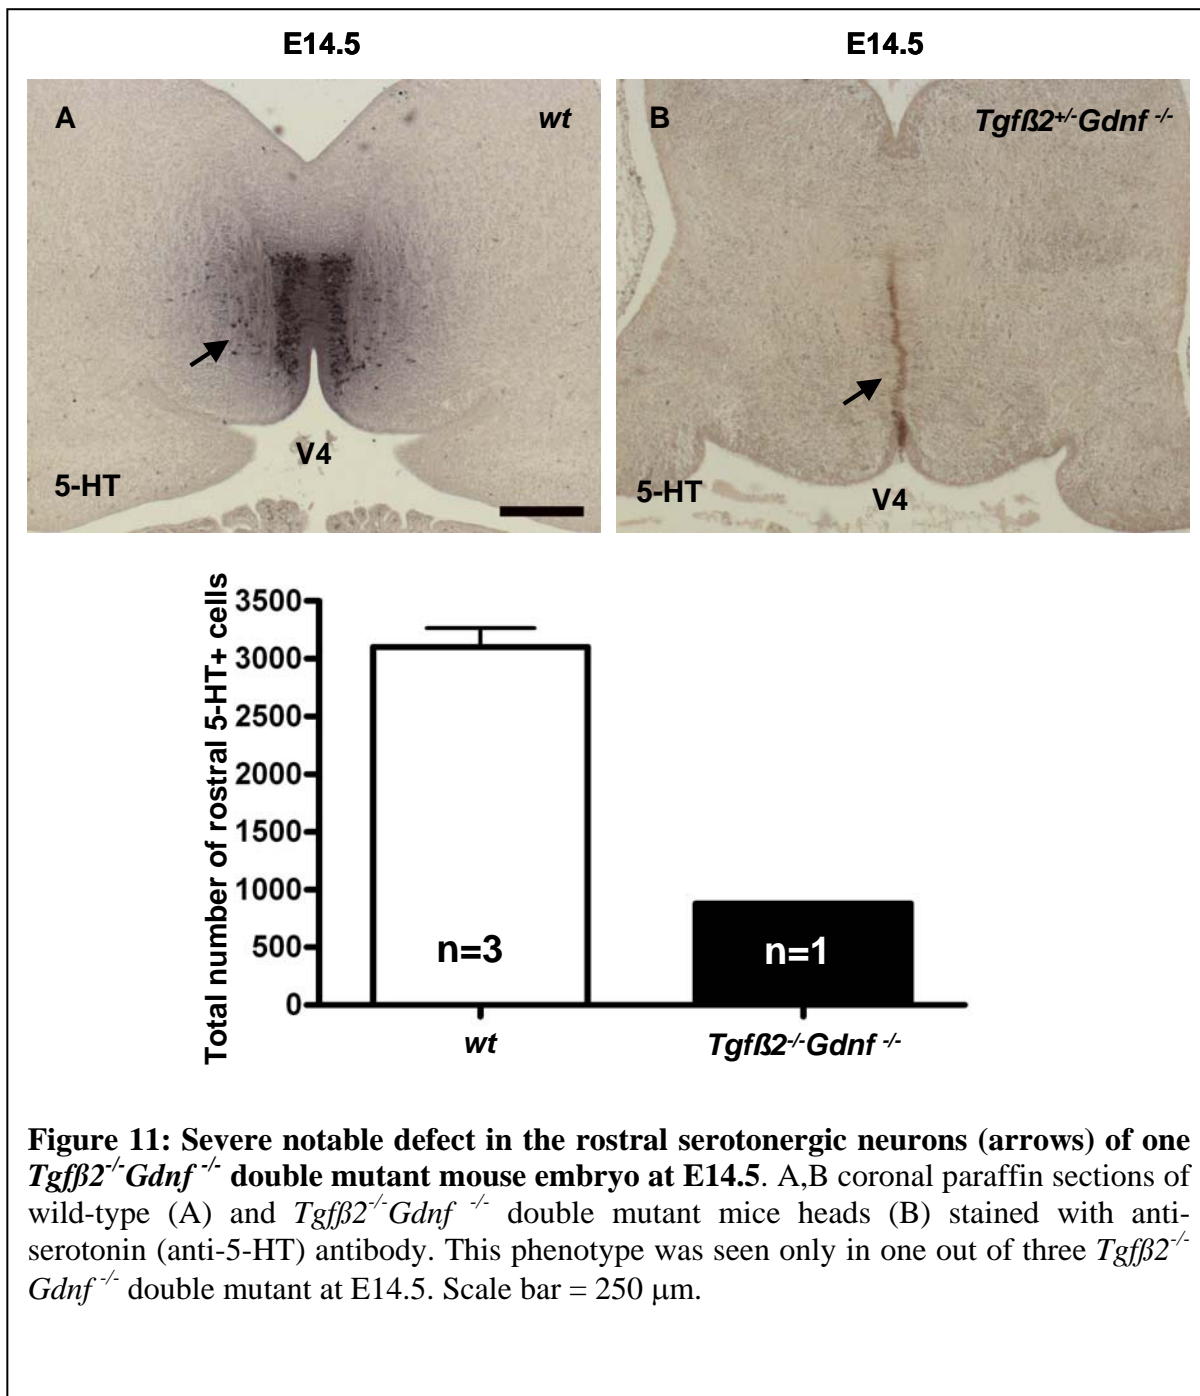 E14.5
E14.5
A
wt
B
Tgfß2+/-Gdnf -/-
V4
5-HT
5-HT
V4
Total number of rostral 5-HT+ cells
3500
3000
2500
2000
1500
1000
500
0
n=3
n=1
wt
Tgfß2-/-Gdnf -/-
Figure 11: Severe notable defect in the rostral serotonergic neurons (arrows) of one
Tgfβ2-/-Gdnf -/- double mutant mouse embryo at E14.5. A,B coronal paraffin sections of
wild-type (A) and Tgfβ2-/-Gdnf -/- double mutant mice heads (B) stained with anti-
serotonin (anti-5-HT) antibody. This phenotype was seen only in one out of three Tgfβ2-/-
Gdnf -/- double mutant at E14.5. Scale bar = 250 μm.